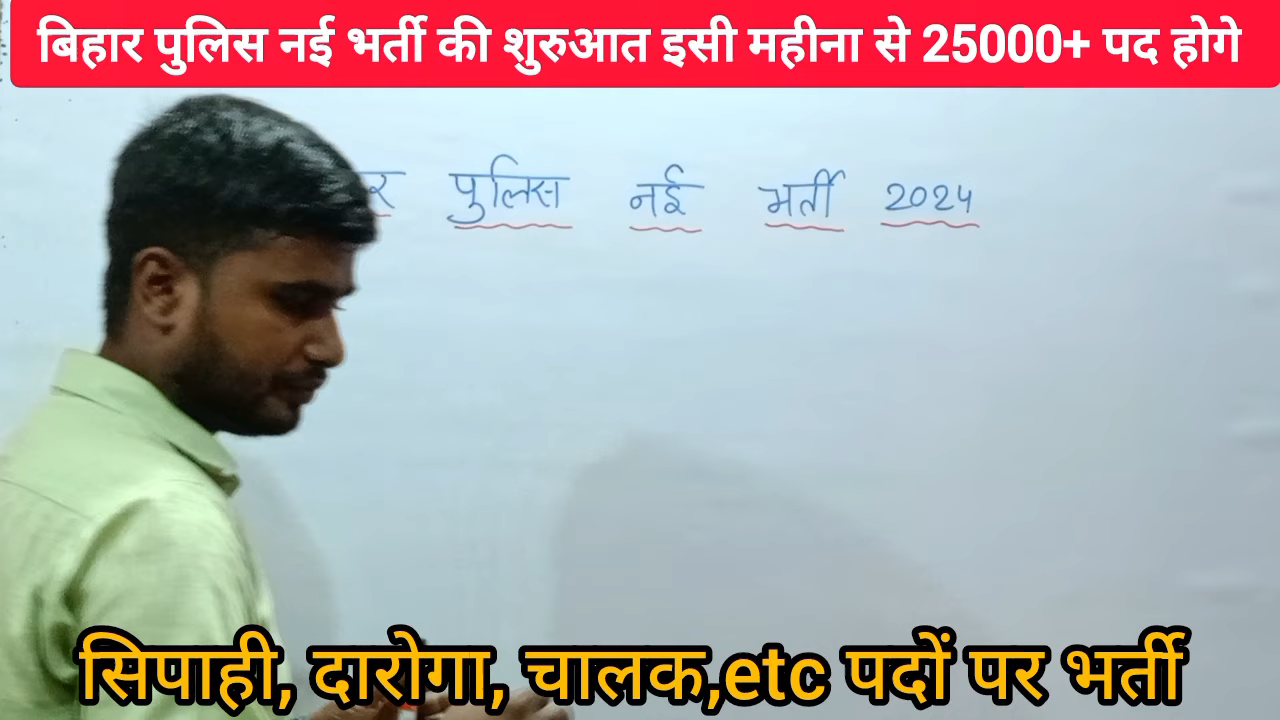 बिहार पुलिस नई भर्ती की शुरुआत इसी महीना से 25000+ पद होगे
पुलिस नई भर्ती 2024
सिपाही, दारोगा, चालक,etc पदों पर भर्ती